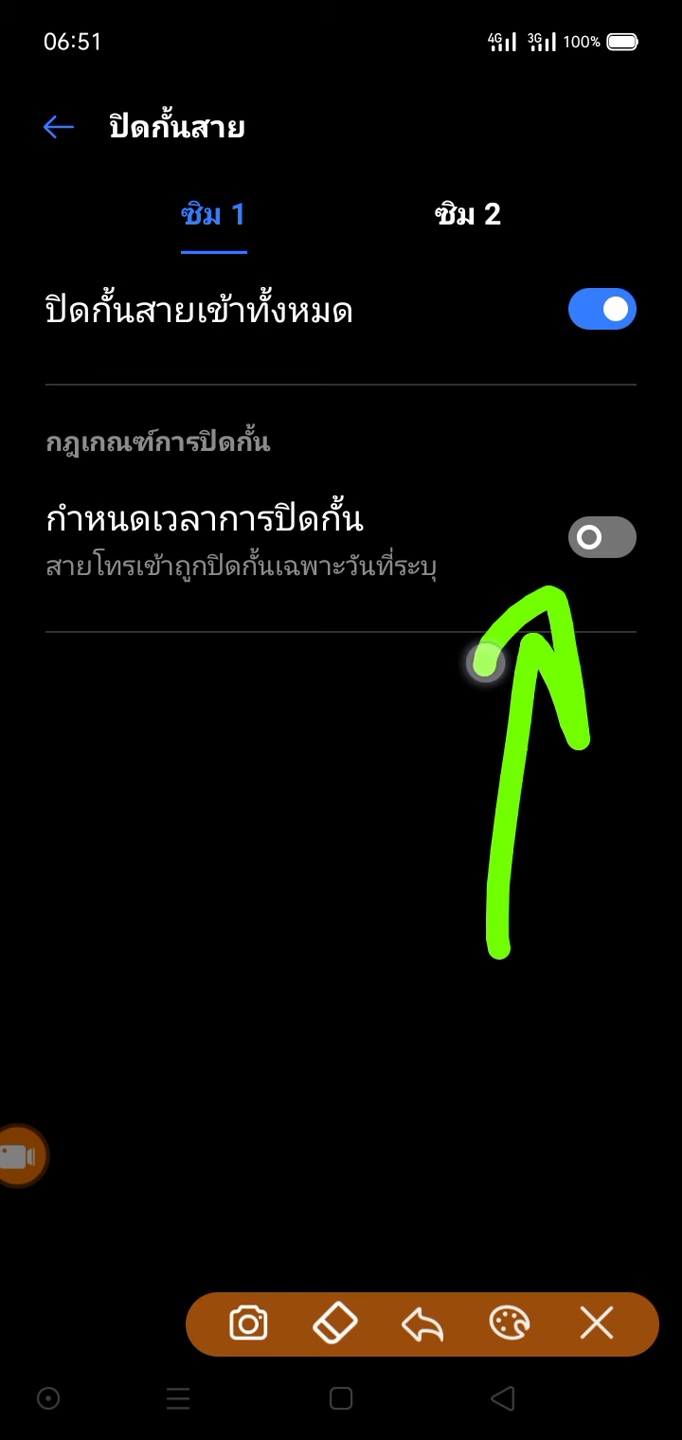 06:51
4G 3G 100%
ปิดกั้นสาย
ซิม 1 ซิม 2
ปิดกั้นสายเข้าทั้งหมด
กฎเกณฑ์การปิดกั้น
กำหนดเวลาการปิดกั้น
สายโทรเข้าถูกปิดกั้นเฉพาะวันที่ระบุ